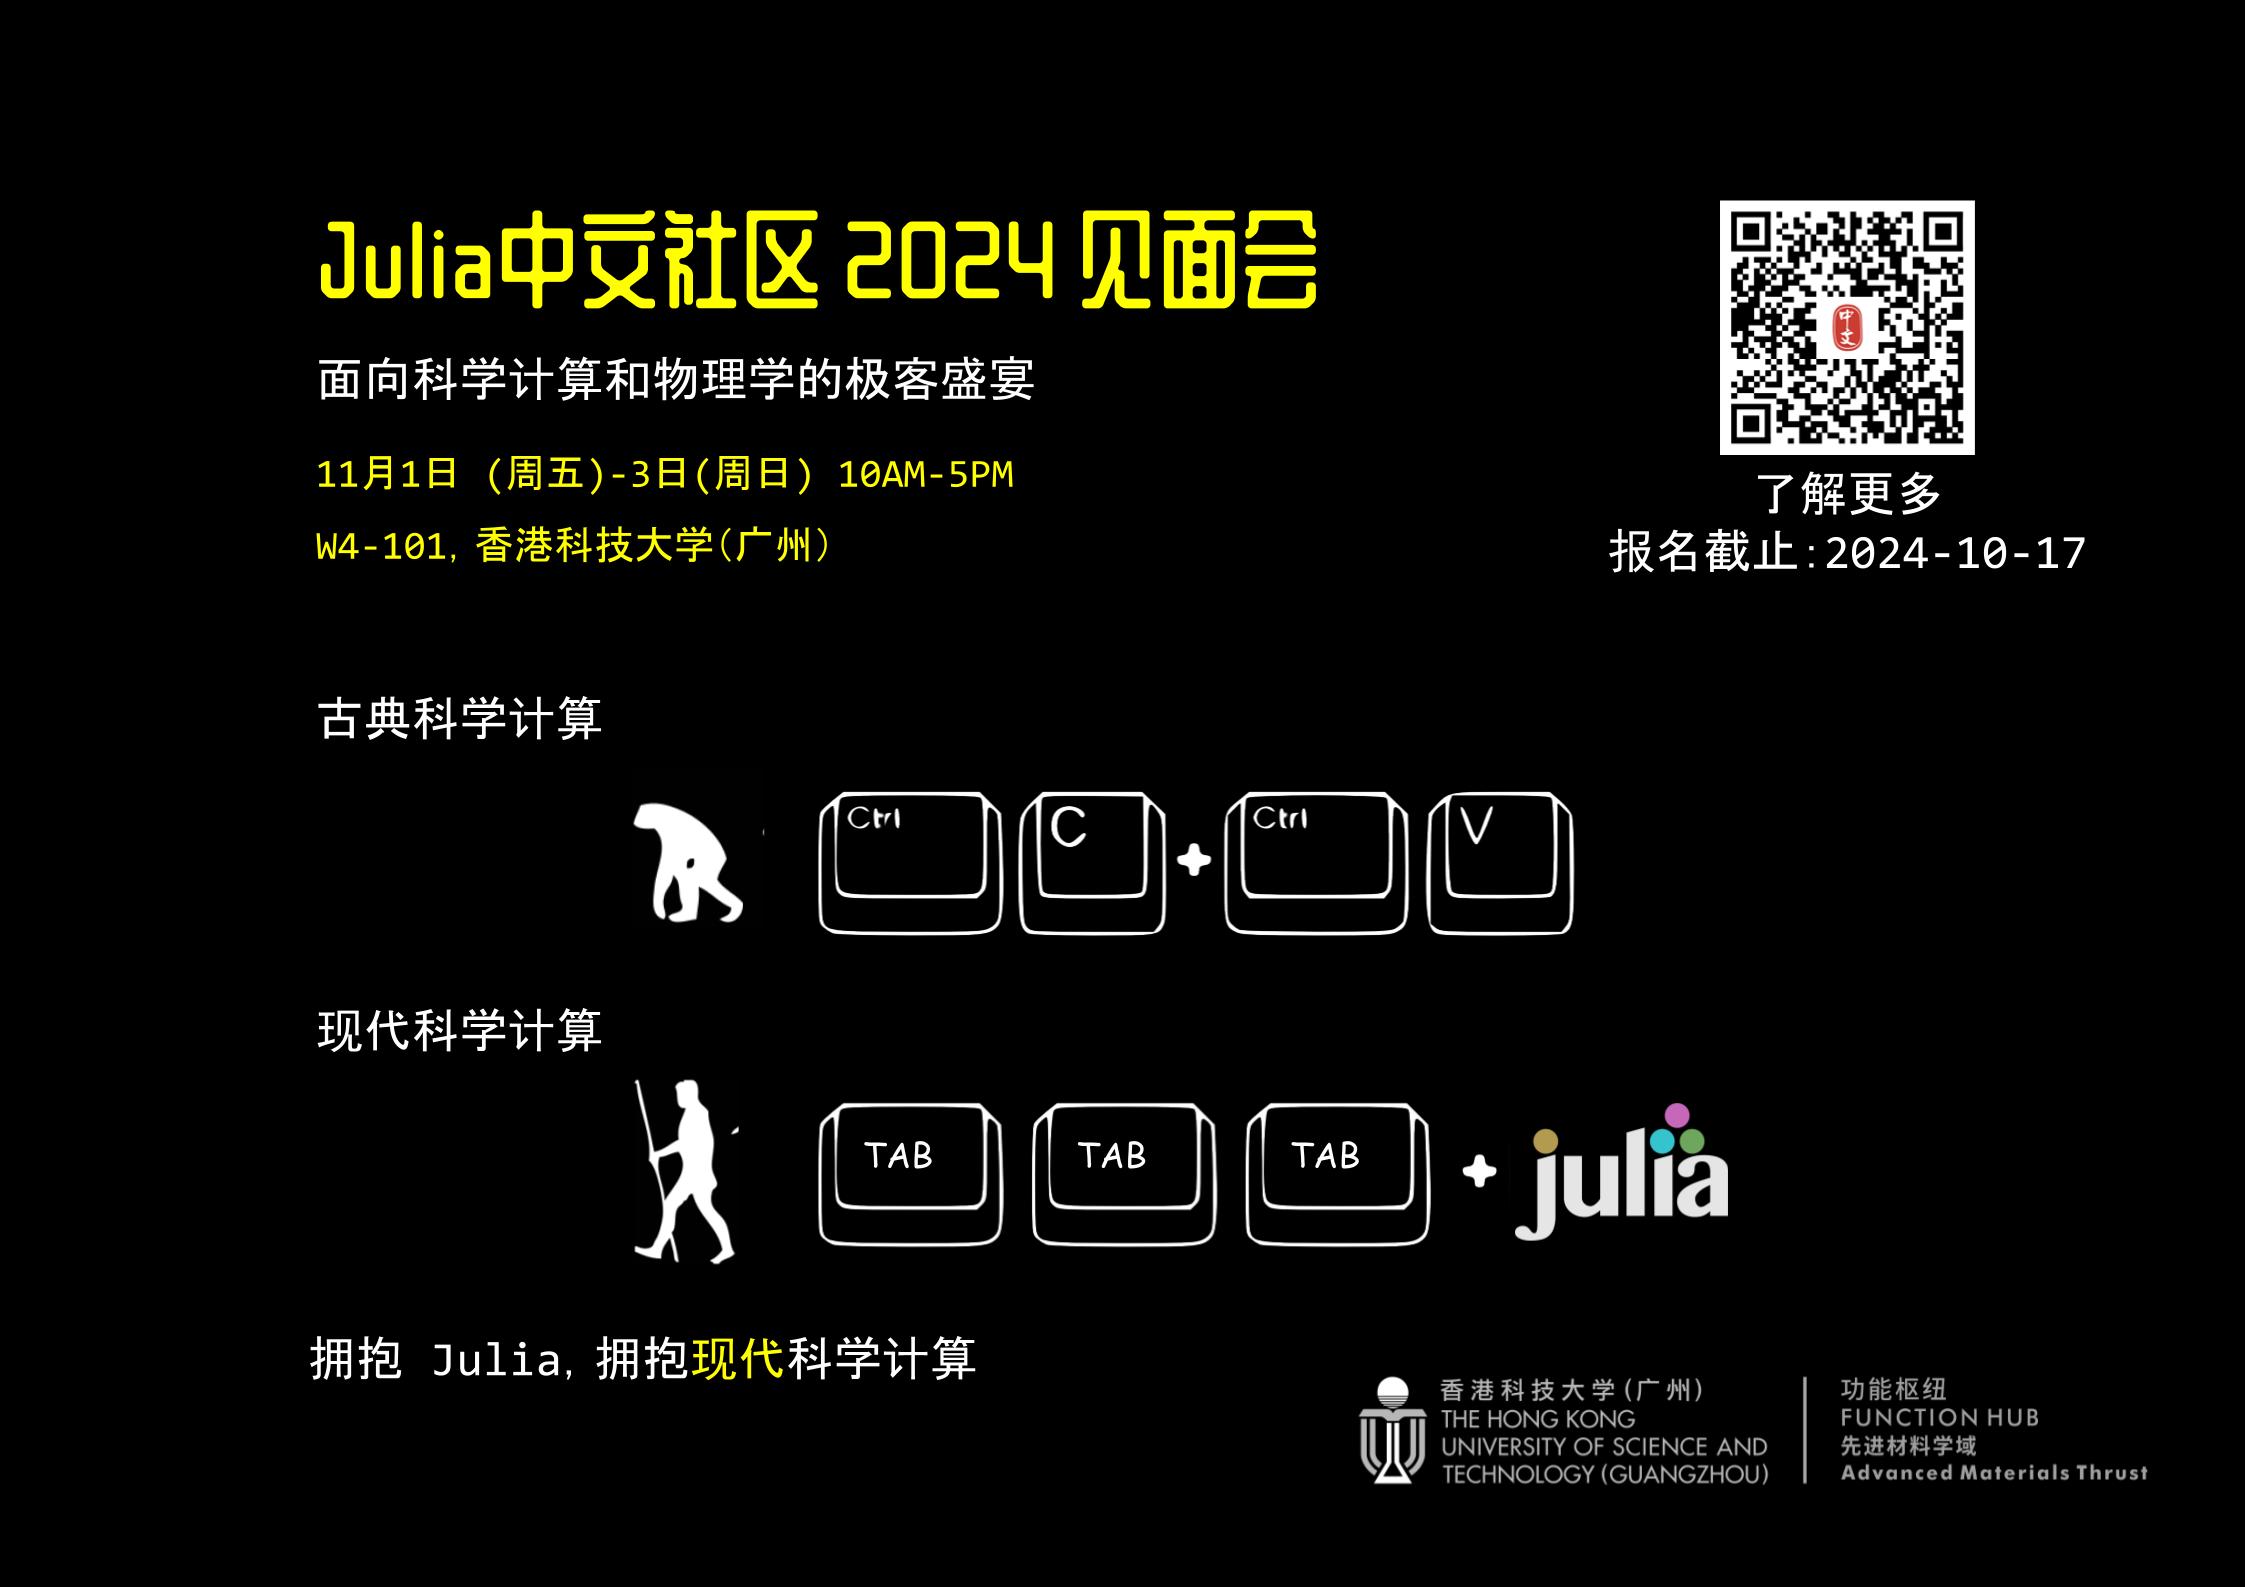 Julia中文社区 2024 见面会
面向科学计算和物理学的极客盛宴
11月1日 (周五)-3日(周日) 10AM-5PM
W4-101, 香港科技大学(广州)
中文
了解更多
报名截止:2024-10-17
古典科学计算
Ctrl C + Ctrl V
现代科学计算
TAB TAB TAB + julia
拥抱 Julia, 拥抱现代科学计算
香港科技大学(广州)
THE HONG KONG
UNIVERSITY OF SCIENCE AND
TECHNOLOGY (GUANGZHOU)
功能枢纽
FUNCTION HUB
先进材料学域
Advanced Materials Thrust